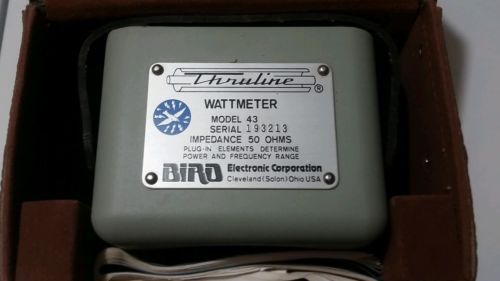 Thruline ®
WATTMETER
MODEL 43
SERIAL 193213
IMPEDANCE 50 OHMS
PLUG-IN ELEMENTS DETERMINE
POWER AND FREQUENCY RANGE
BIRD Electronic Corporation
Cleveland (Solon) Ohio USA